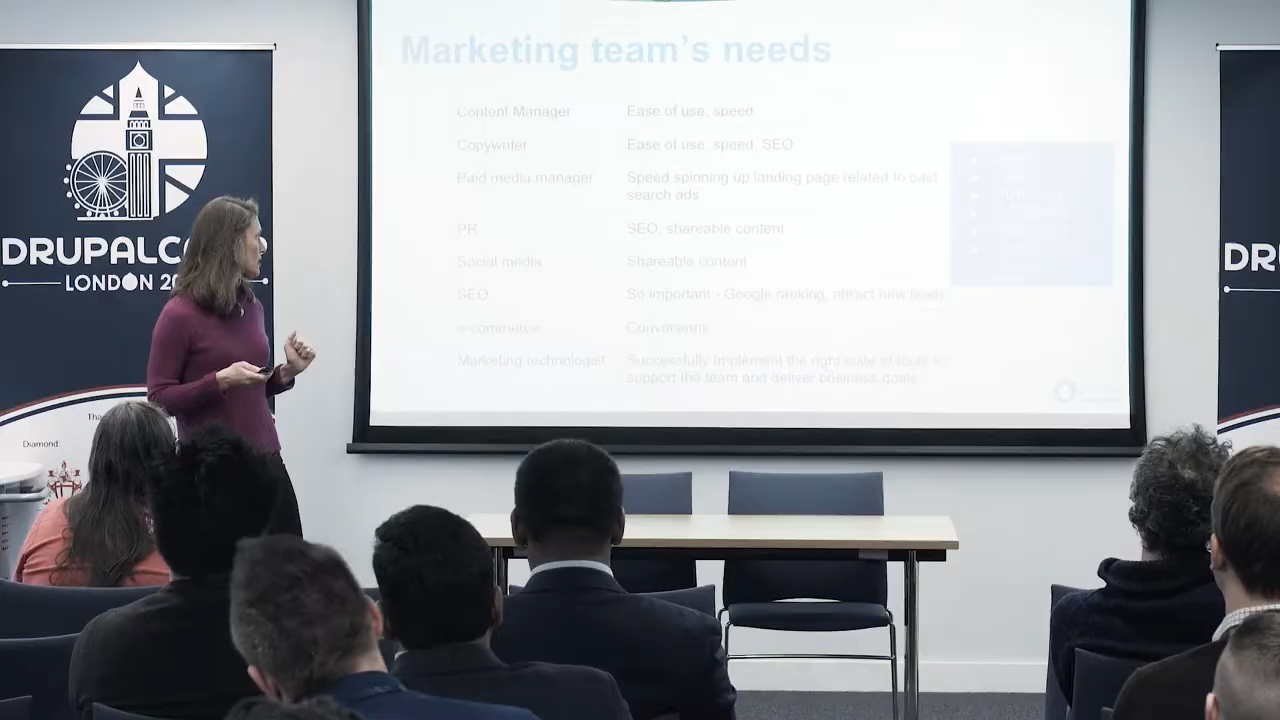 Marketing team's needs
Content Manager Ease of use, speed
Copywriter Ease of use, speed, SEO
Paid media manager Speed spinning up landing page related to paid
search ads
PR SEO, shareable content
Social media Shareable content
SEO So important - Google ranking, attract new leads
e-commerce Conversions
Marketing technologist Successfully implement the right suite of tools to
support the team and deliver business goals
DRUPALC
LONDON 20
Tha
Diamond:
DRU